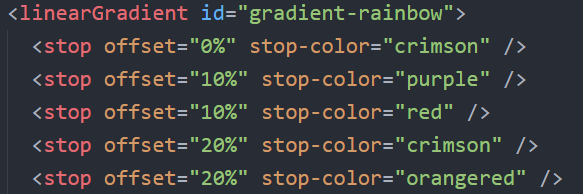 <linearGradient id="gradient-rainbow">
<stop offset="0%" stop-color="crimson" />
<stop offset="10%" stop-color="purple" />
<stop offset="10%" stop-color="red" />
<stop offset="20%" stop-color="crimson" />
<stop offset="20%" stop-color="orangered" />